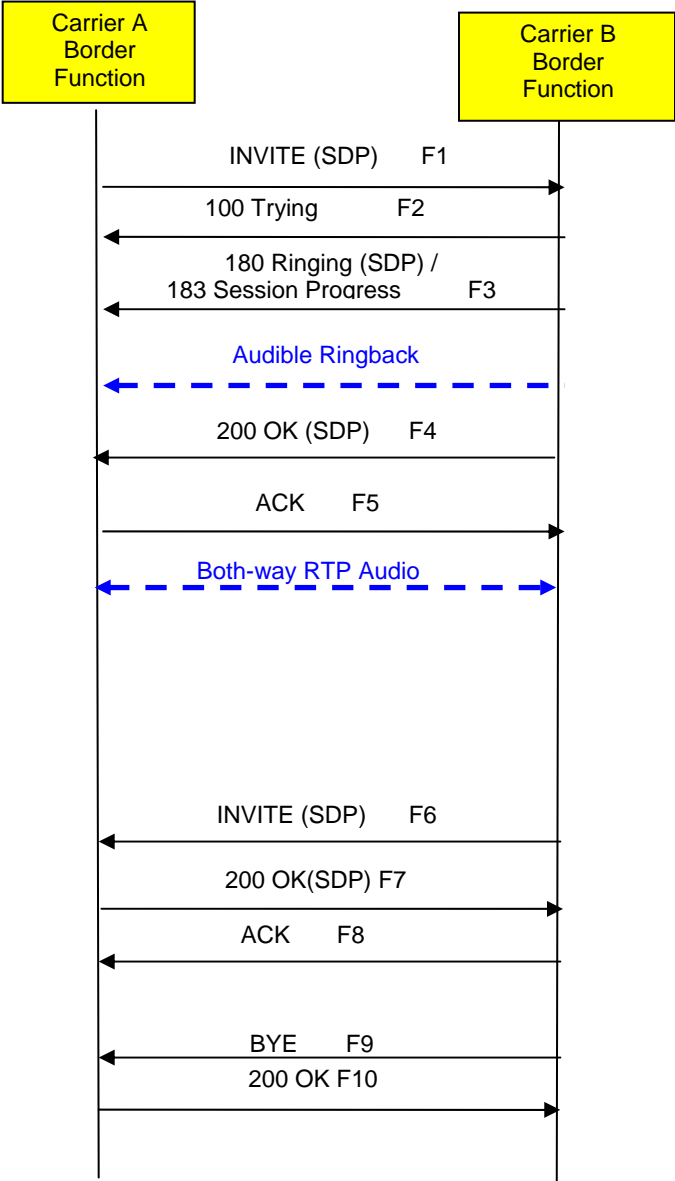 Carrier A
Border
Function
Carrier B
Border
Function
INVITE (SDP) F1
100 Trying F2
180 Ringing (SDP) /
183 Session Progress F3
Audible Ringback
200 OK (SDP) F4
ACK F5
Both-way RTP Audio
INVITE (SDP) F6
200 OK(SDP) F7
ACK F8
BYE F9
200 OK F10